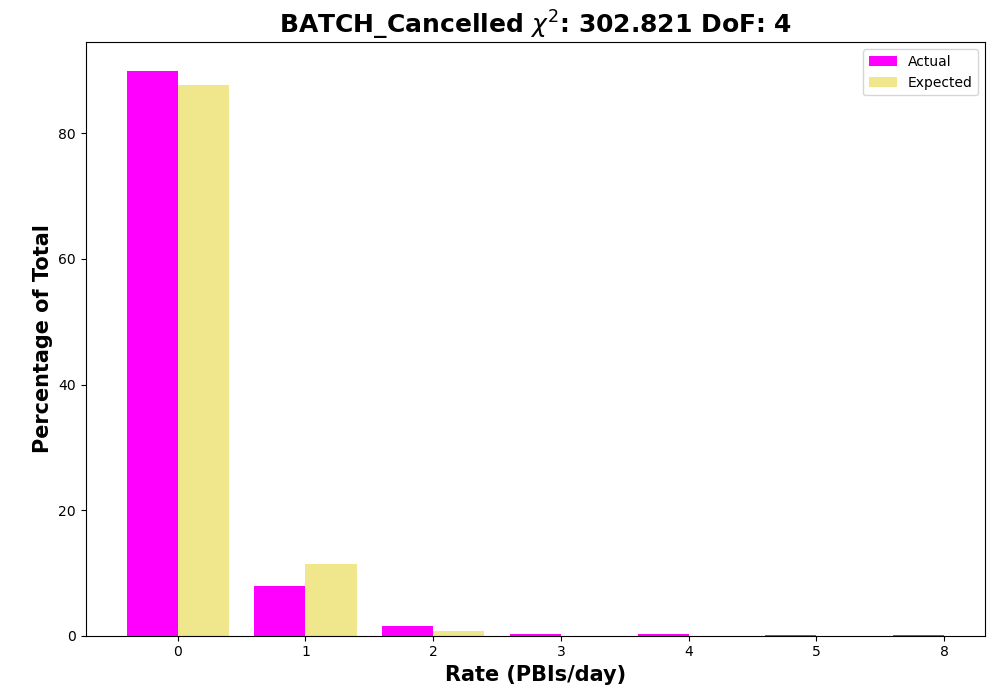 BATCH_Cancelled χ²: 302.821 DoF: 4
Actual
Expected
Percentage of Total
80
60
40
20
0
0 1 2 3 4 5 8
Rate (PBIs/day)